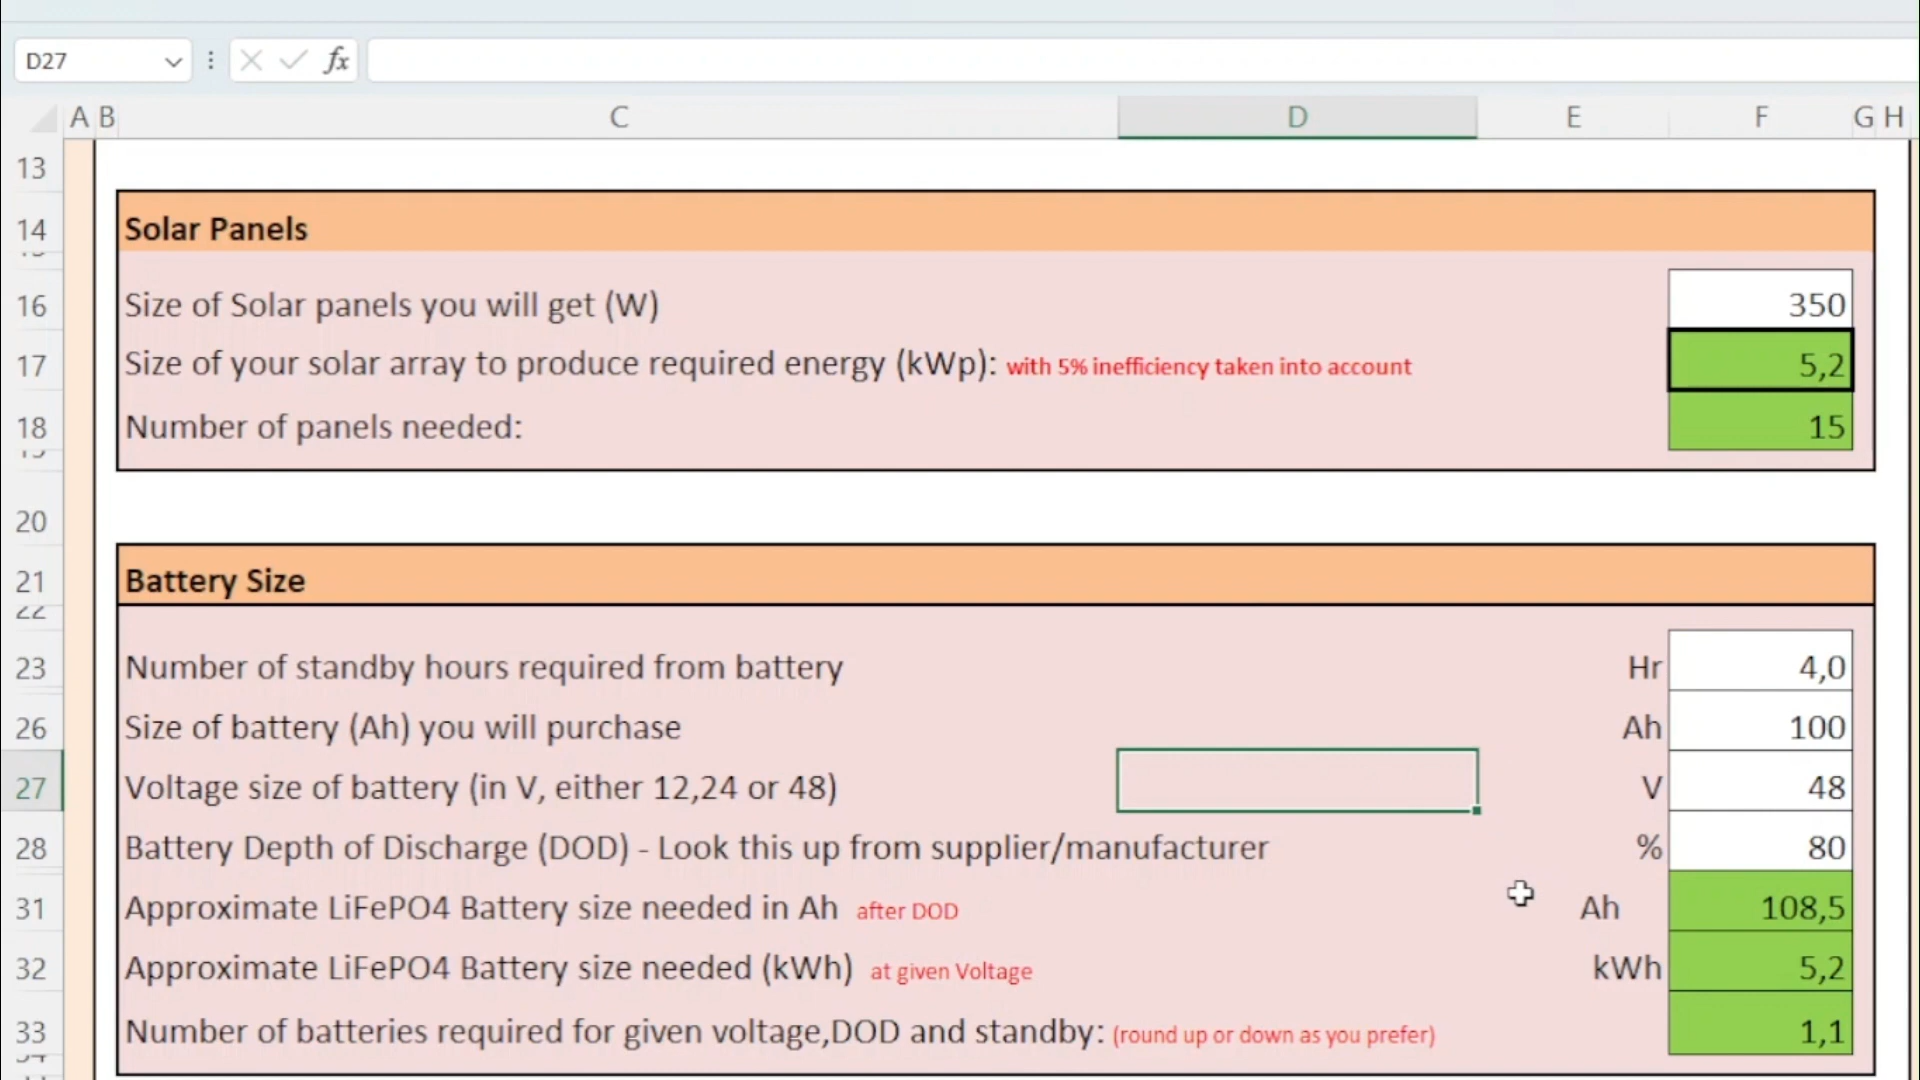 D27 fx
A B C D E F G H
13
14 Solar Panels
16 Size of Solar panels you will get (W) 350
17 Size of your solar array to produce required energy (kWp): with 5% inefficiency taken into account 5,2
18 Number of panels needed: 15
20
21 Battery Size
22
23 Number of standby hours required from battery Hr 4,0
26 Size of battery (Ah) you will purchase Ah 100
27 Voltage size of battery (in V, either 12,24 or 48) V 48
28 Battery Depth of Discharge (DOD) - Look this up from supplier/manufacturer % 80
31 Approximate LiFePO4 Battery size needed in Ah after DOD Ah 108,5
32 Approximate LiFePO4 Battery size needed (kWh) at given Voltage kWh 5,2
33 Number of batteries required for given voltage,DOD and standby: (round up or down as you prefer) 1,1